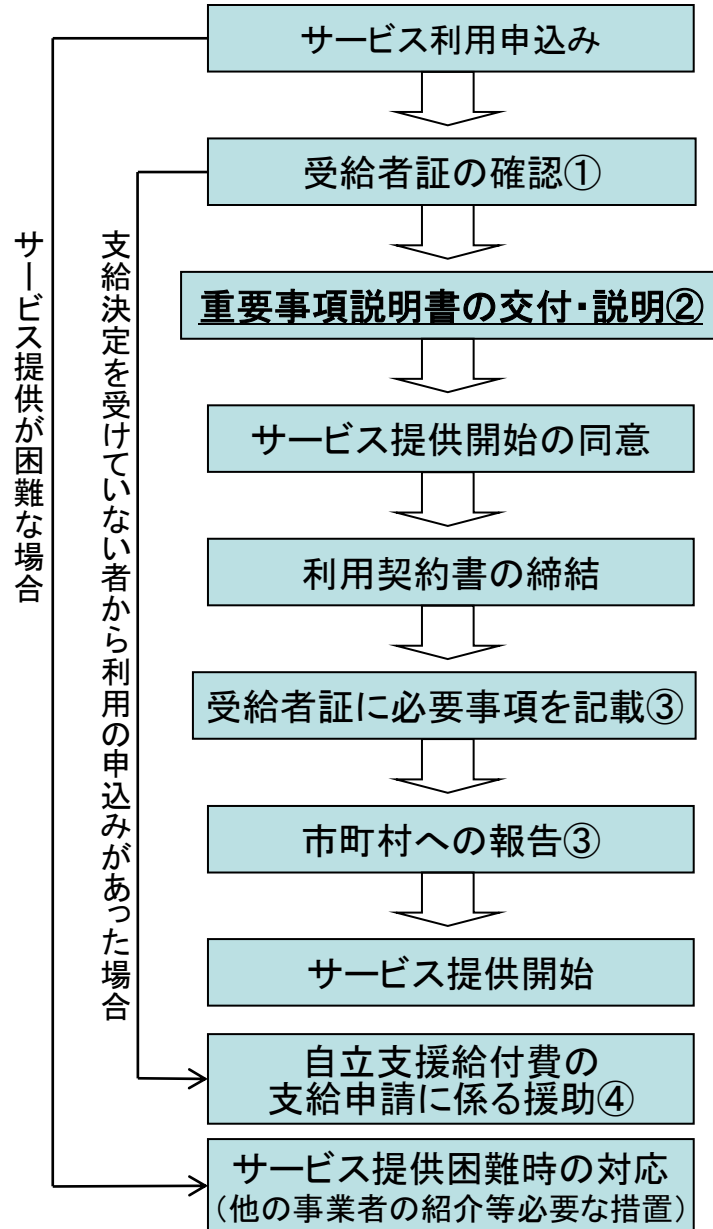 サービス利用申込み
受給者証の確認①
重要事項説明書の交付・説明②
サービス提供開始の同意
利用契約書の締結
受給者証に必要事項を記載③
市町村への報告③
サービス提供開始
自立支援給付費の
支給申請に係る援助④
サービス提供困難時の対応
（他の事業者の紹介等必要な措置）
支給決定を受けていない者から利用の申込みがあった場合
サービス提供が困難な場合